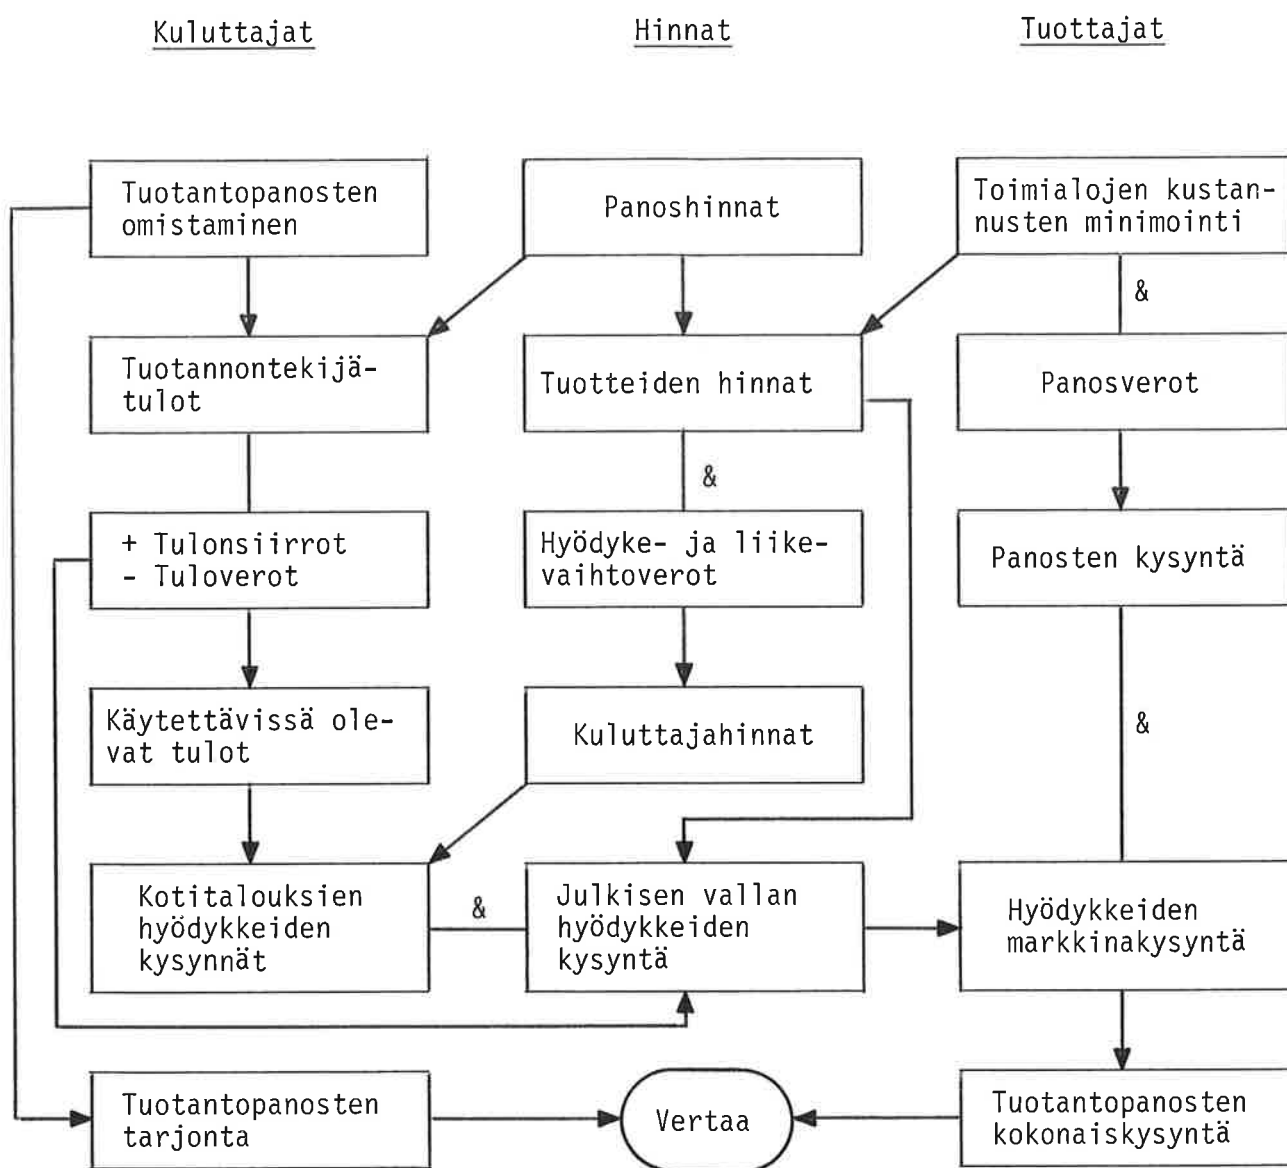 Kuluttajat
Hinnat
Tuottajat
Tuotantopanosten
omistaminen
Panoshinnat
Toimialojen kustan-
nusten minimointi
&
Tuotannontekijä-
tulot
Tuotteiden hinnat
Panosverot
&
+ Tulonsiirrot
- Tuloverot
Hyödyke- ja liike-
vaihtoverot
Panosten kysyntä
Käytettävissä ole-
vat tulot
Kuluttajahinnat
&
Kotitalouksien
hyödykkeiden
kysynnät
&
Julkisen vallan
hyödykkeiden
kysyntä
Hyödykkeiden
markkinakysyntä
Tuotantopanosten
tarjonta
Vertaa
Tuotantopanosten
kokonaiskysyntä